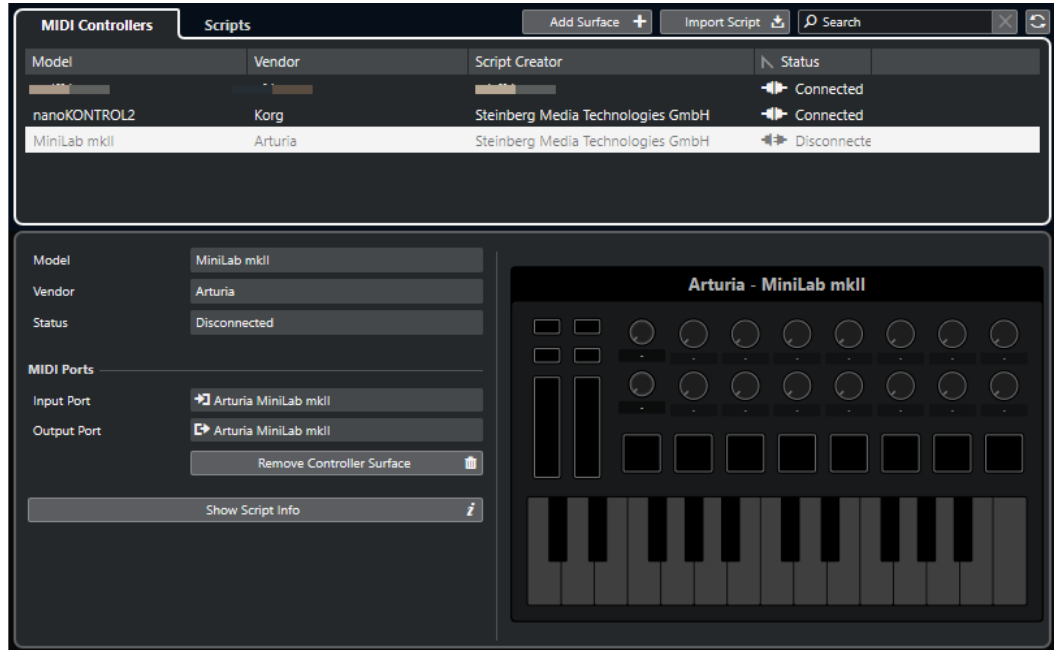 MIDI Controllers Scripts Add Surface Import Script Search
Model Vendor Script Creator Status
Connected
nanoKONTROL2 Korg Steinberg Media Technologies GmbH Connected
MiniLab mkII Arturia Steinberg Media Technologies GmbH Disconnecte
Model MiniLab mkII
Vendor Arturia
Status Disconnected
MIDI Ports
Input Port Arturia MiniLab mkII
Output Port Arturia MiniLab mkII
Remove Controller Surface
Show Script Info
Arturia - MiniLab mkII